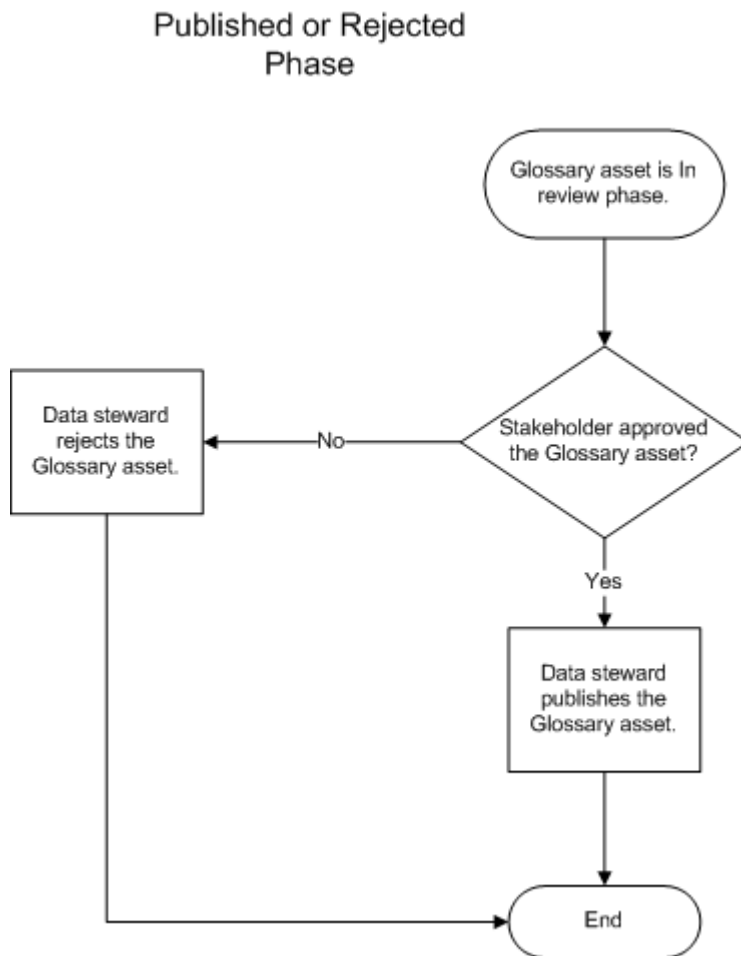 Published or Rejected
Phase
Glossary asset is In
review phase.
Stakeholder approved
the Glossary asset?
No
Data steward
rejects the
Glossary asset.
Yes
Data steward
publishes the
Glossary asset.
End